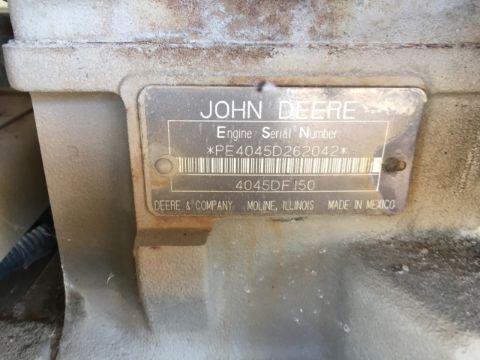 JOHN DEERE
Engine Serial Number
*PE4045D262042*
4045DF150
DEERE & COMPANY MOLINE, ILLINOIS MADE IN MEXICO